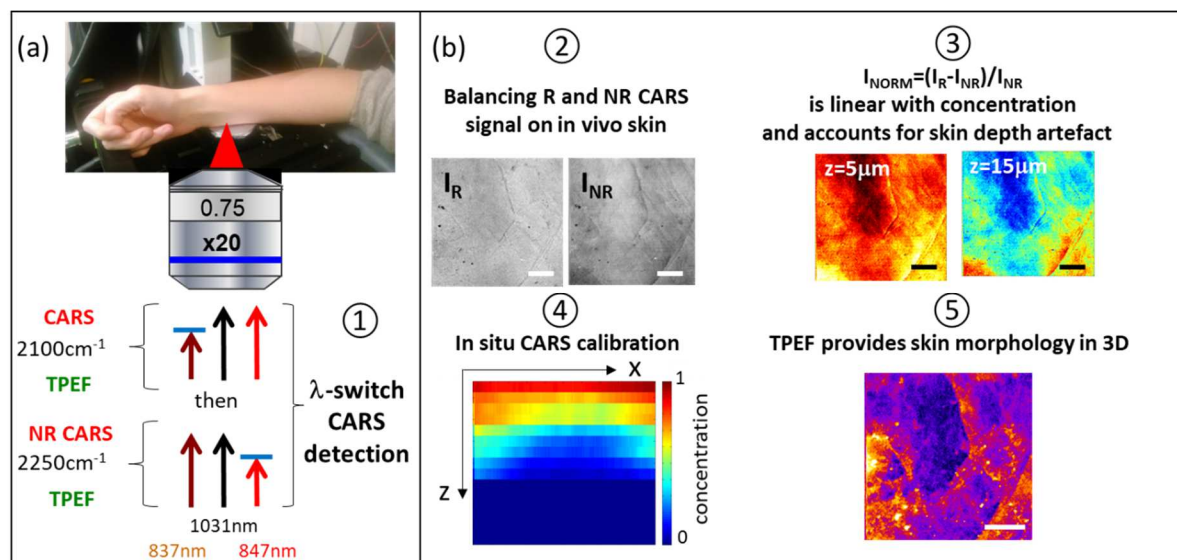 (a)
0.75
x20
CARS
2100cm⁻¹
TPEF
then
NR CARS
2250cm⁻¹
TPEF
①
λ-switch
CARS
detection
1031nm
837nm
847nm
(b)
②
Balancing R and NR CARS
signal on in vivo skin
I_R
I_NR
③
I_NORM=(I_R-I_NR)/I_NR
is linear with concentration
and accounts for skin depth artefact
z=5μm
z=15μm
④
In situ CARS calibration
X
Z
1
0
concentration
⑤
TPEF provides skin morphology in 3D